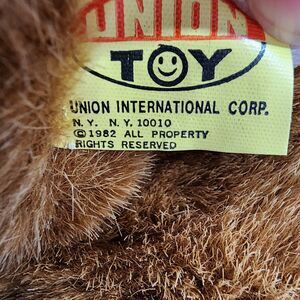 UNION
TOY
UNION INTERNATIONAL CORP.
N. Y. N. Y. 10010
© 1982 ALL PROPERTY
RIGHTS RESERVED